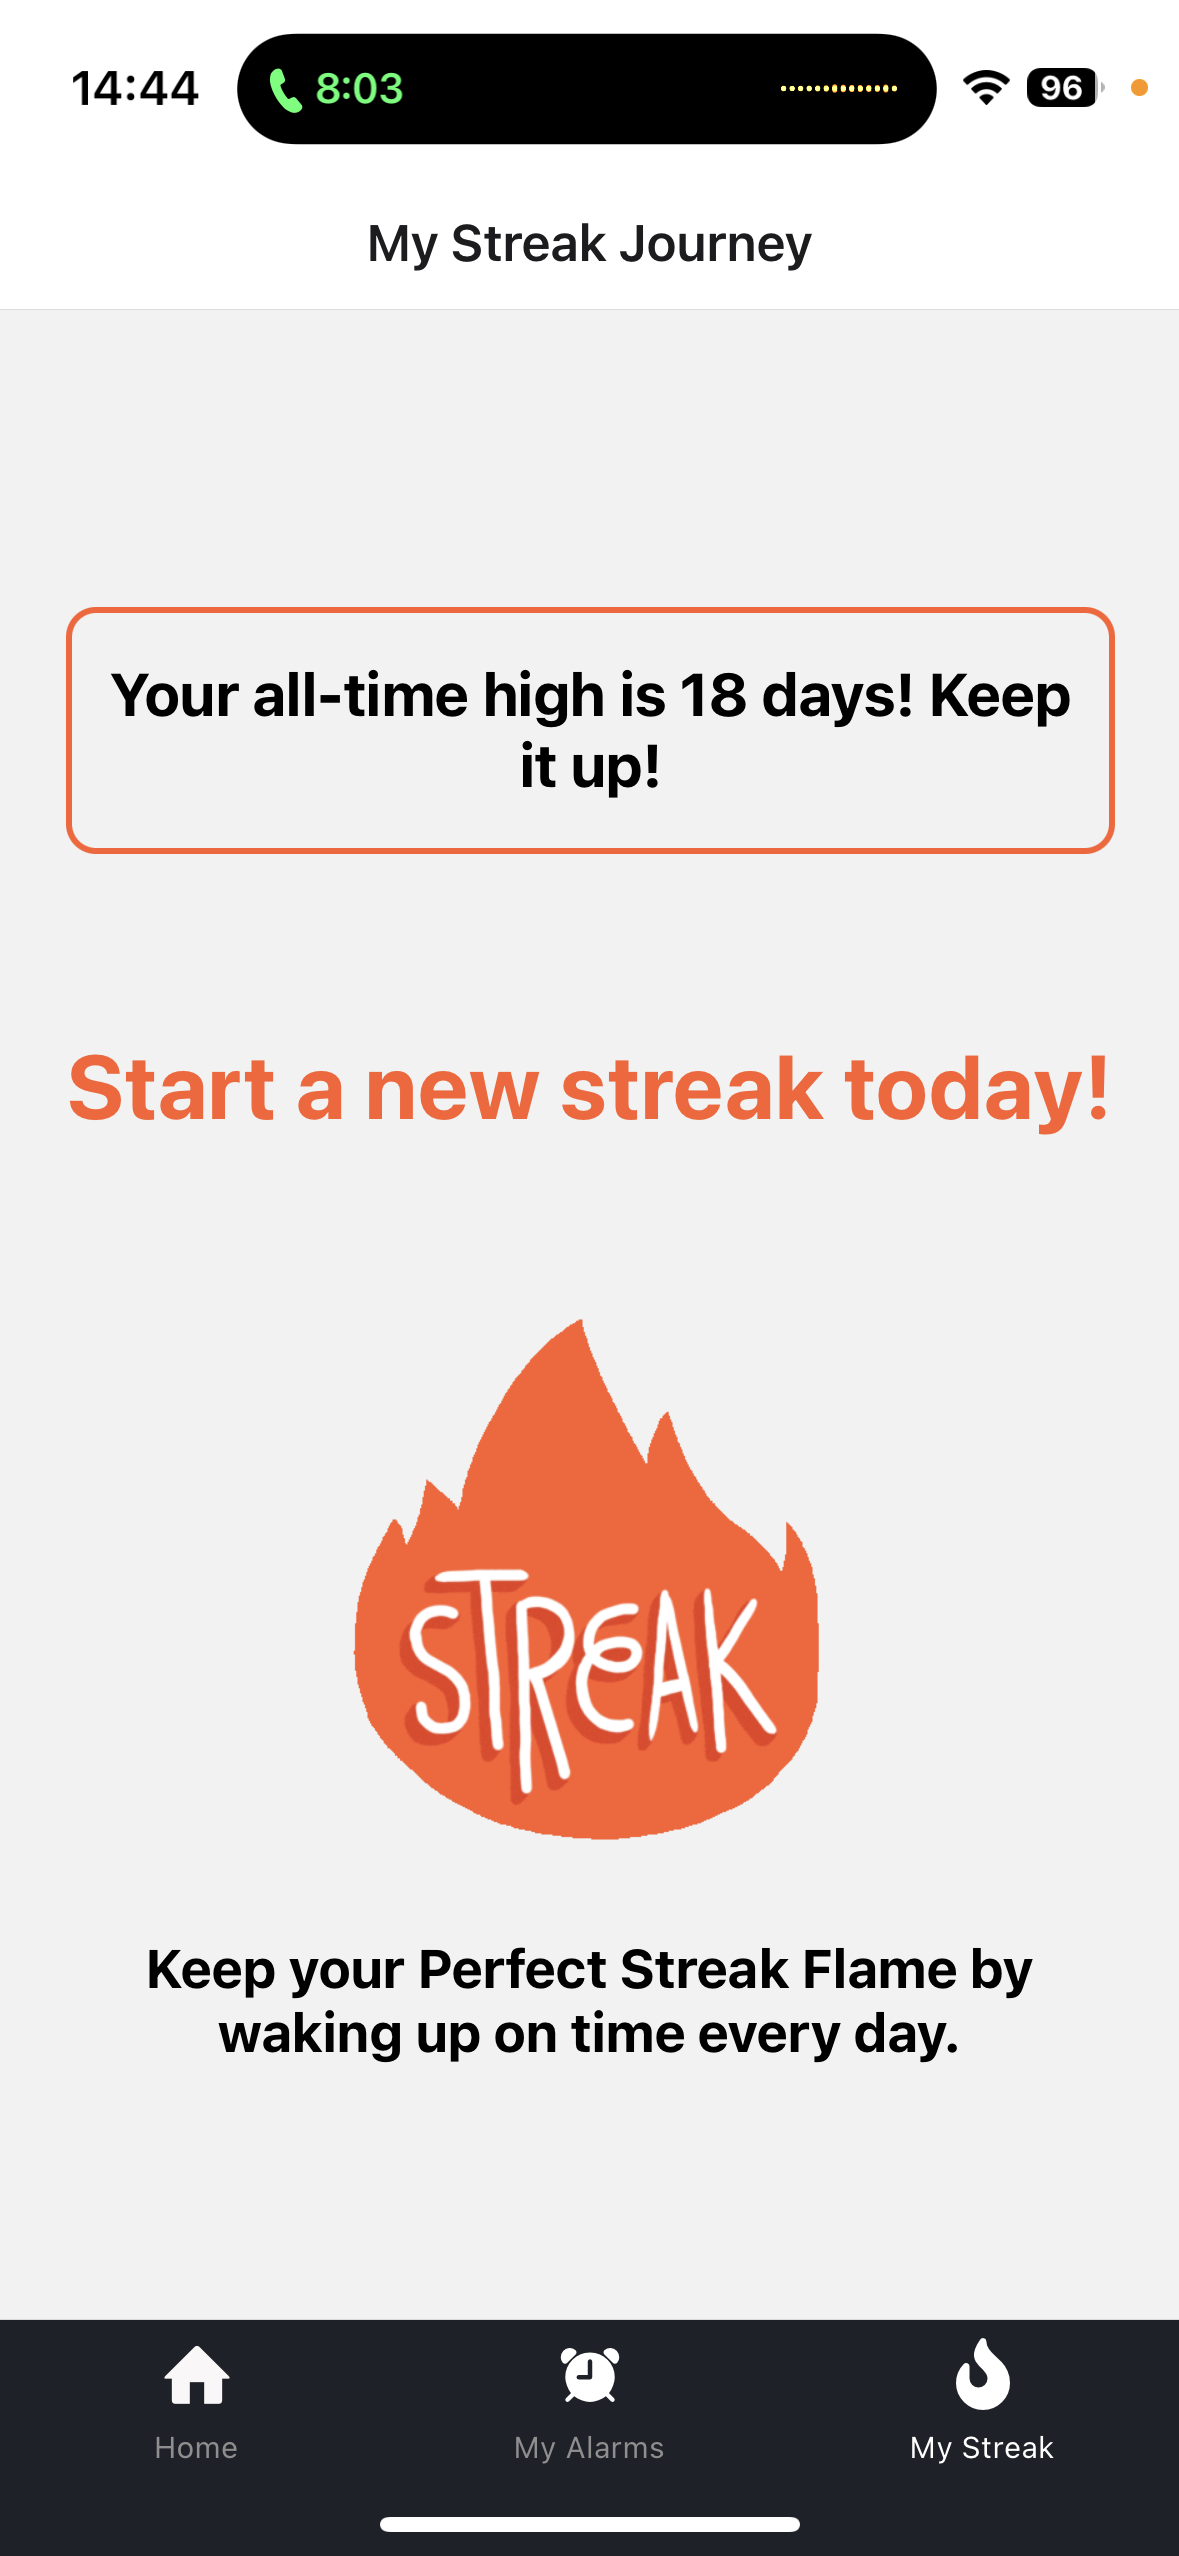 14:44
8:03
96
My Streak Journey
Your all-time high is 18 days! Keep
it up!
Start a new streak today!
STREAK
Keep your Perfect Streak Flame by
waking up on time every day.
Home
My Alarms
My Streak